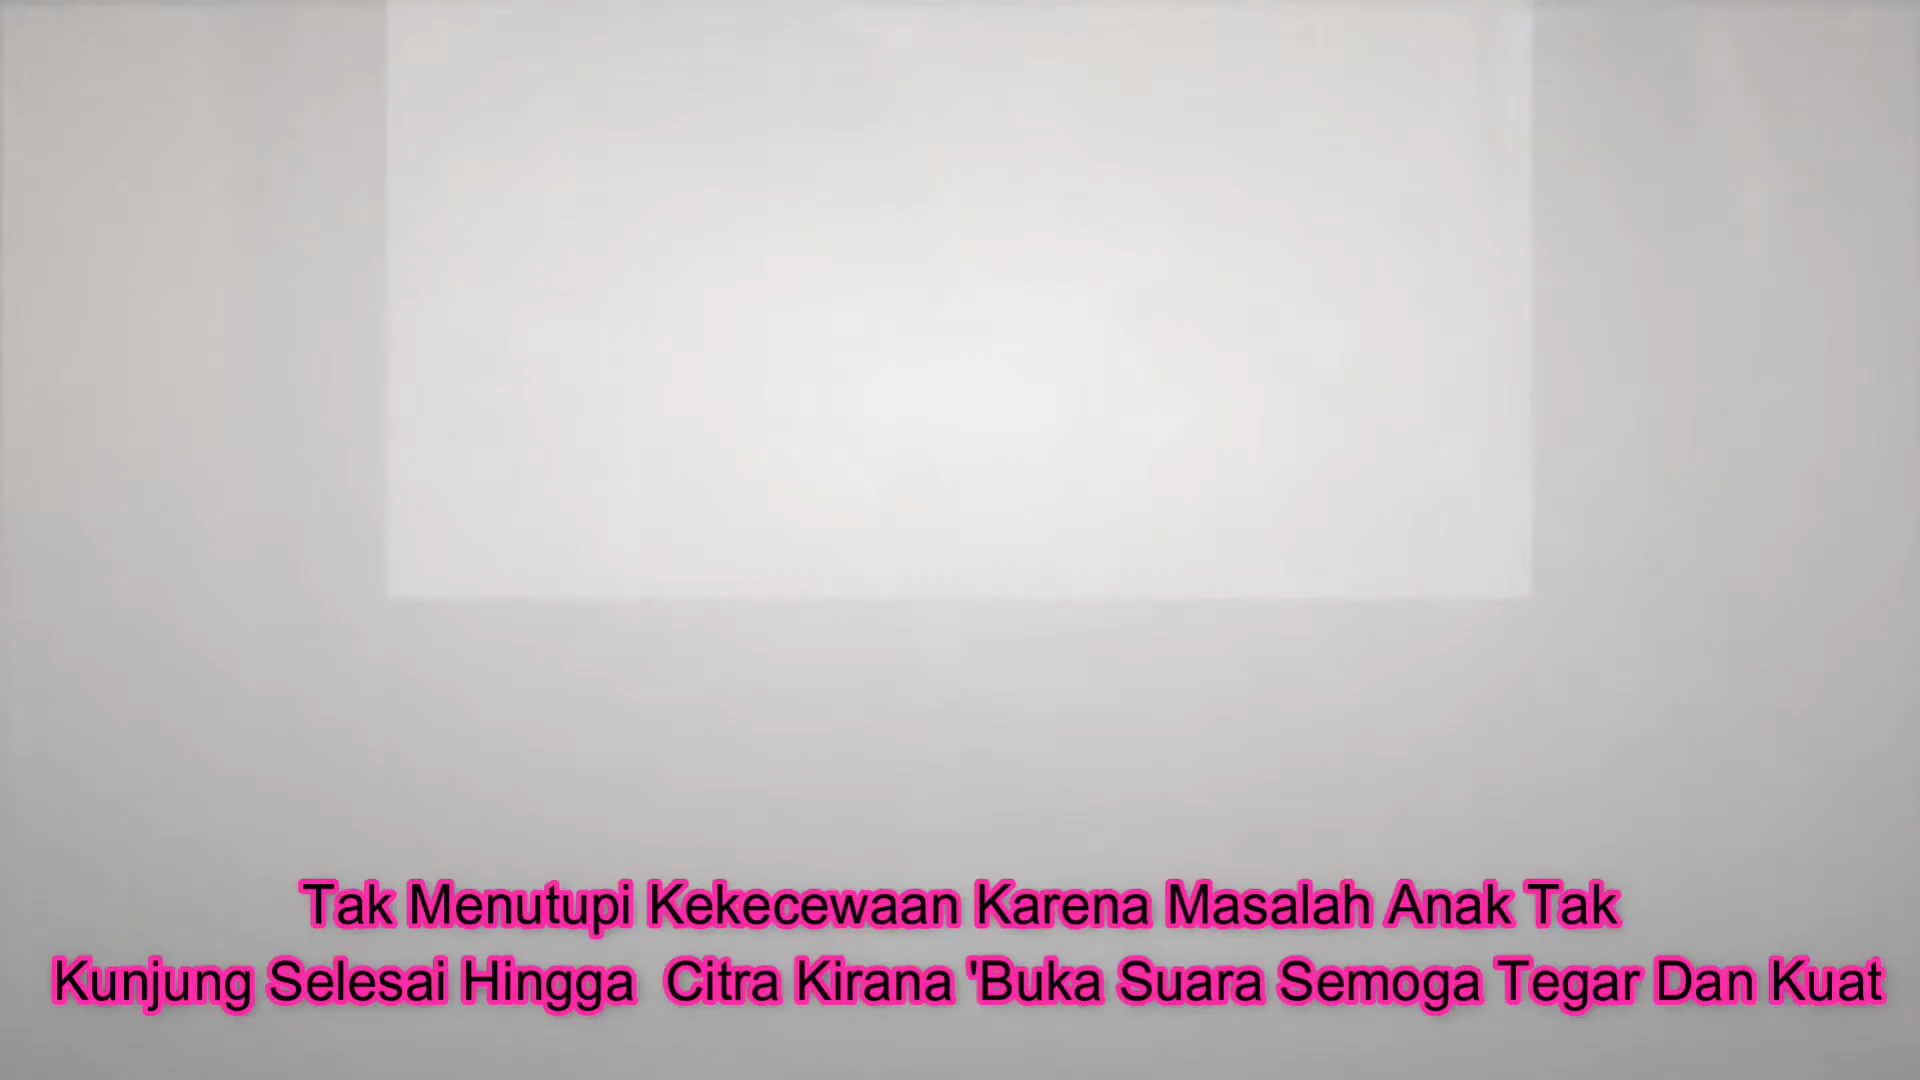 Tak Menutupi Kekecewaan Karena Masalah Anak Tak
Kunjung Selesai Hingga  Citra Kirana 'Buka Suara Semoga Tegar Dan Kuat